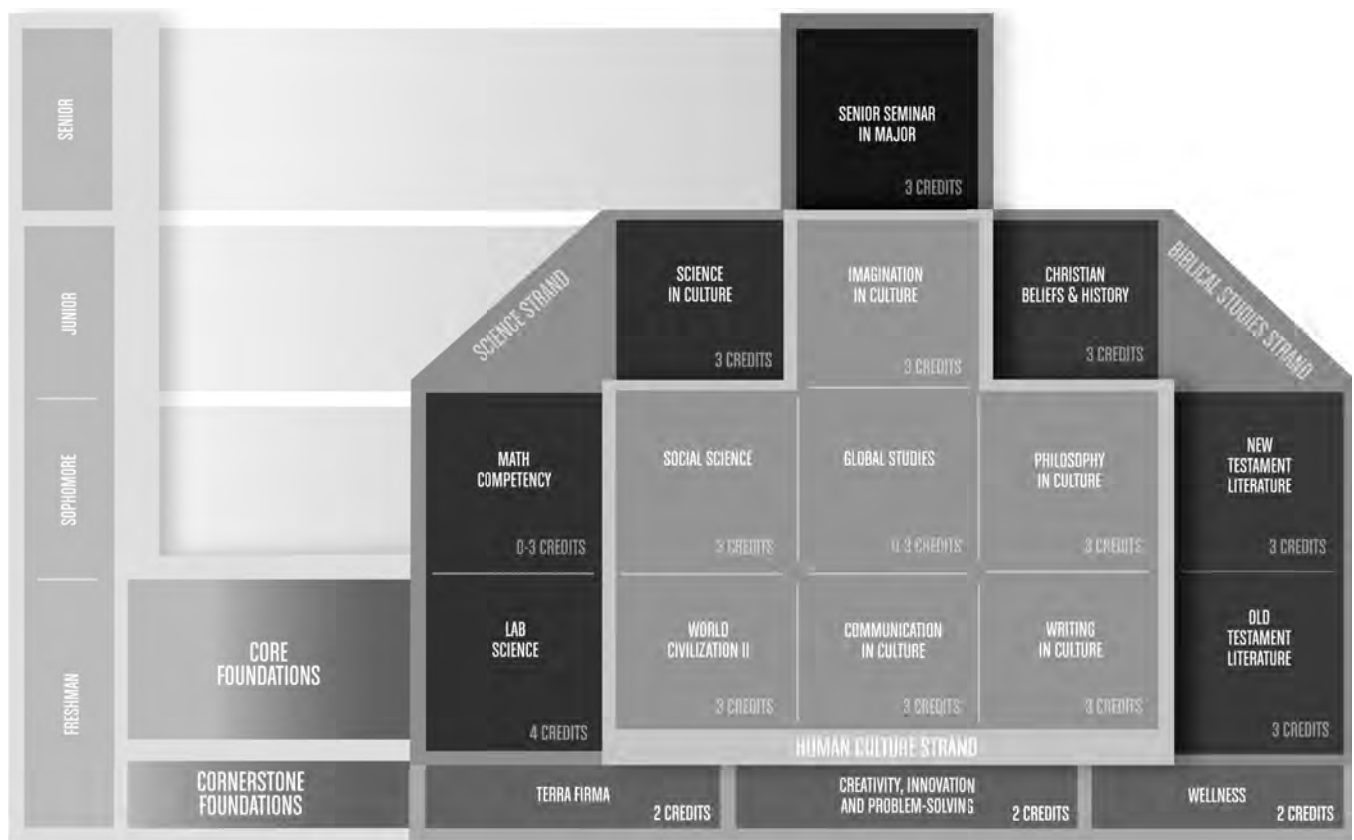 SENIOR
SENIOR SEMINAR
IN MAJOR
3 CREDITS
JUNIOR
SCIENCE STRAND
SCIENCE
IN CULTURE
3 CREDITS
IMAGINATION
IN CULTURE
3 CREDITS
CHRISTIAN
BELIEFS & HISTORY
3 CREDITS
BIBLICAL STUDIES STRAND
SOPHOMORE
MATH
COMPETENCY
0-3 CREDITS
SOCIAL SCIENCE
3 CREDITS
GLOBAL STUDIES
0-3 CREDITS
PHILOSOPHY
IN CULTURE
3 CREDITS
NEW
TESTAMENT
LITERATURE
3 CREDITS
FRESHMAN
CORE
FOUNDATIONS
LAB
SCIENCE
4 CREDITS
WORLD
CIVILIZATION II
3 CREDITS
COMMUNICATION
IN CULTURE
3 CREDITS
WRITING
IN CULTURE
3 CREDITS
OLD
TESTAMENT
LITERATURE
3 CREDITS
HUMAN CULTURE STRAND
CORNERSTONE
FOUNDATIONS
TERRA FIRMA
2 CREDITS
CREATIVITY, INNOVATION
AND PROBLEM-SOLVING
2 CREDITS
WELLNESS
2 CREDITS